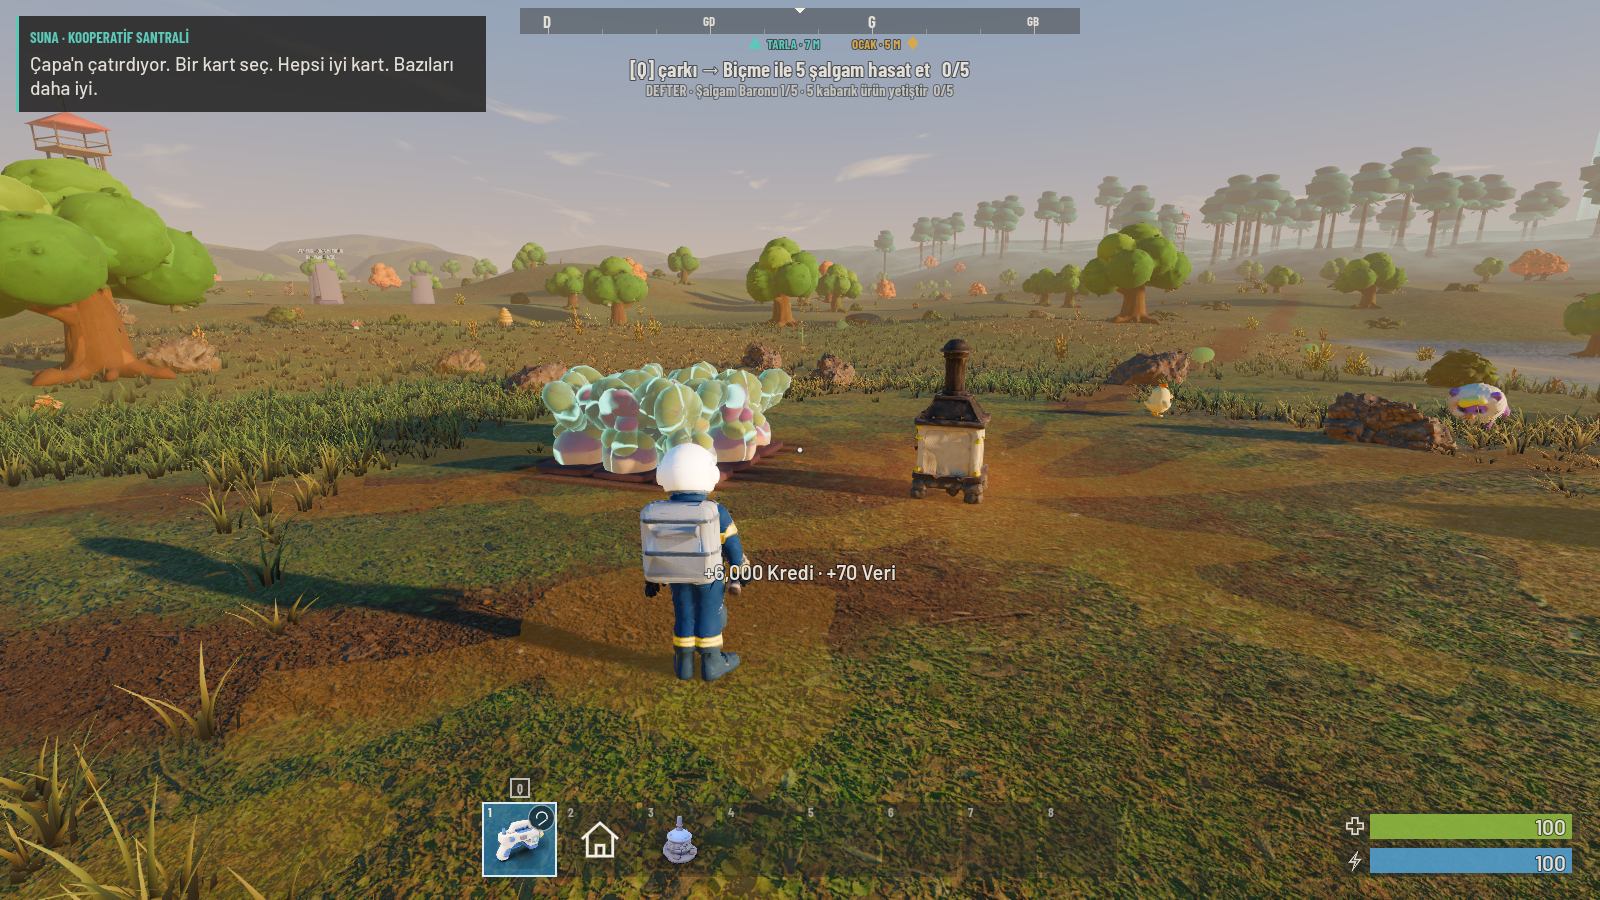 SUNA · KOOPERATİF SANTRALİ
Çapa'n çatırdıyor. Bir kart seç. Hepsi iyi kart. Bazıları
daha iyi.
D GD G GB
TARLA · 7 M OCAK · 5 M
[Q] çarkı → Biçme ile 5 şalgam hasat et 0/5
DEFTER · Şalgam Baronu 1/5 · 5 kabarık ürün yetiştir 0/5
+6,000 Kredi · +70 Veri
Q
1 2 3 4 5 6 7 8
100
100